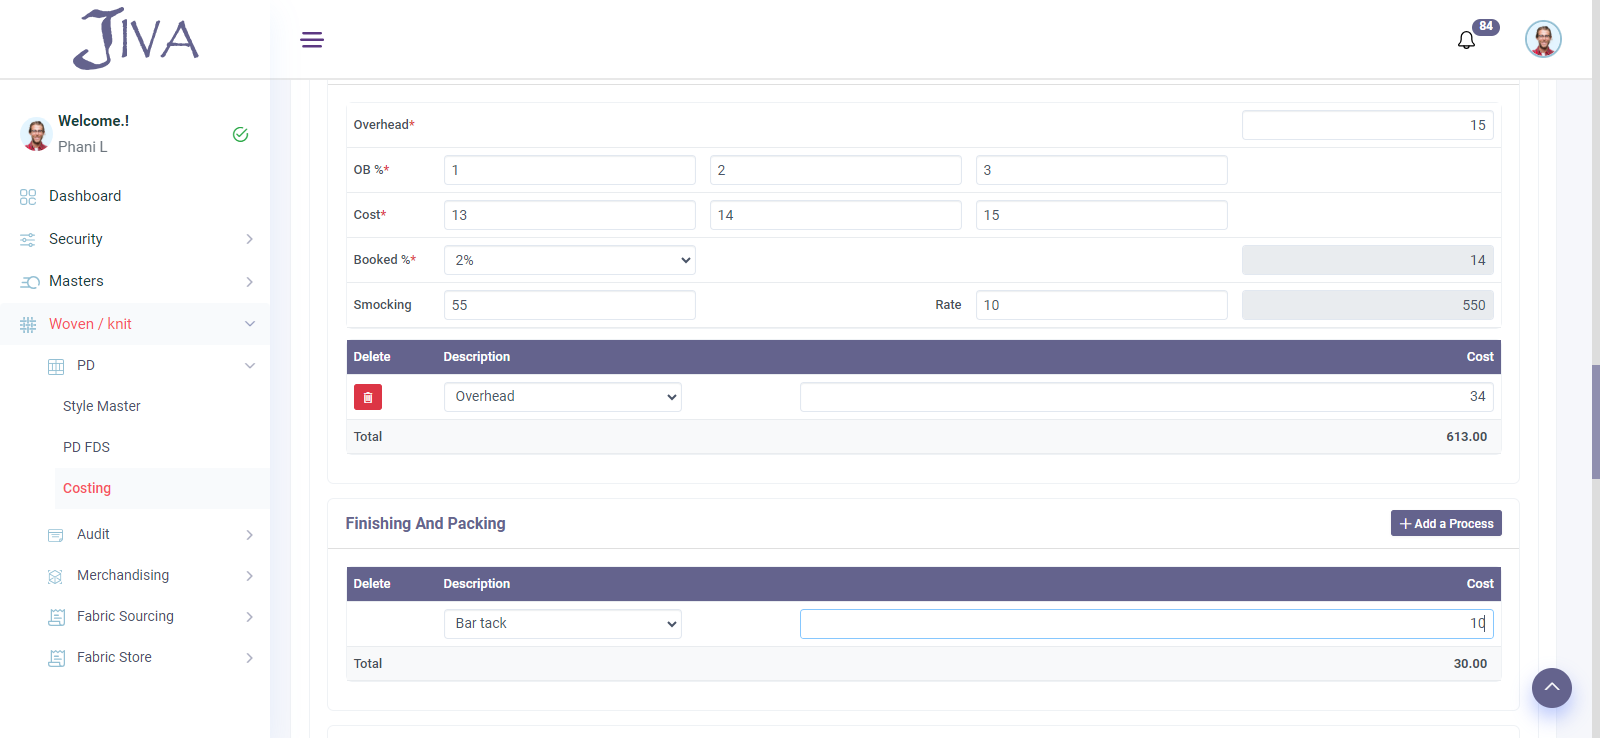 JIVA
84
Welcome.!
Phani L
Dashboard
Security
Masters
Woven / knit
PD
Style Master
PD FDS
Costing
Audit
Merchandising
Fabric Sourcing
Fabric Store
Overhead* 15
OB %* 1 2 3
Cost* 13 14 15
Booked %* 2% 14
Smocking 55 Rate 10 550
Delete Description Cost
Overhead 34
Total 613.00
Finishing And Packing + Add a Process
Delete Description Cost
Bar tack 10
Total 30.00